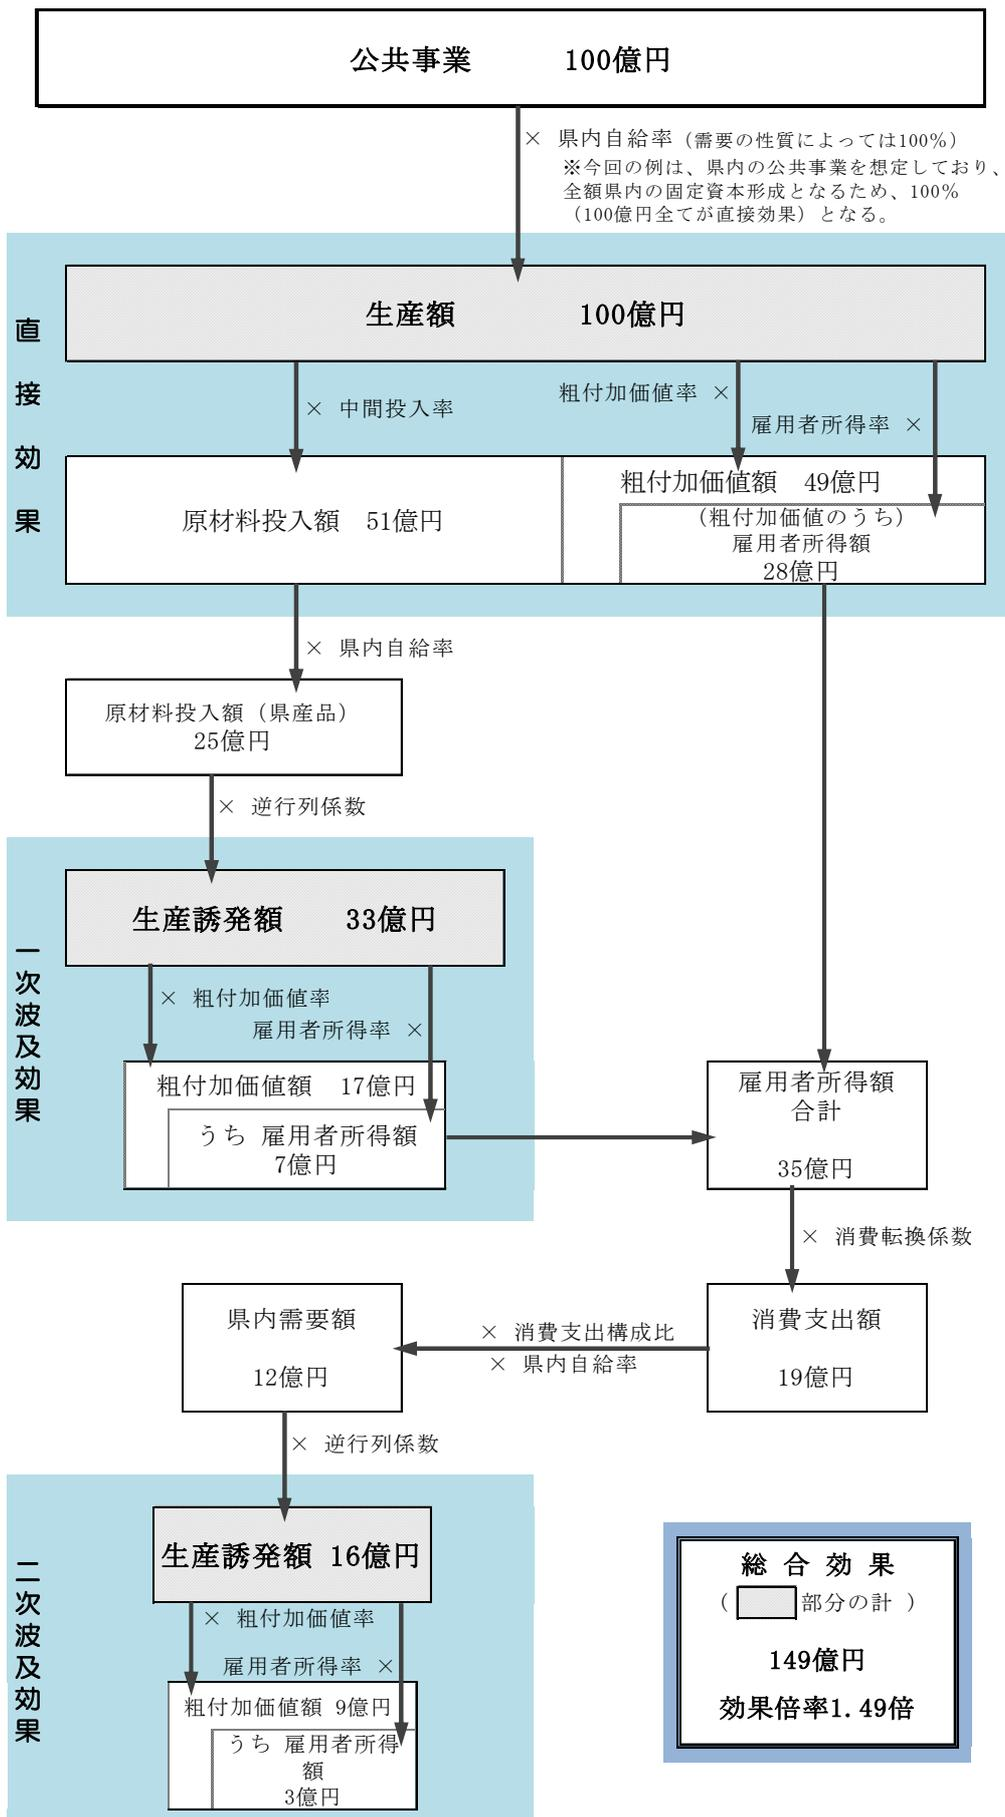 公共事業　　　100億円
× 県内自給率（需要の性質によっては100％）
※今回の例は、県内の公共事業を想定しており、
全額県内の固定資本形成となるため、100％
（100億円全てが直接効果）となる。
直接効果
生産額　　　　100億円
× 中間投入率
粗付加価値率 ×
雇用者所得率 ×
原材料投入額　51億円
粗付加価値額　49億円
（粗付加価値のうち）
雇用者所得額
28億円
× 県内自給率
原材料投入額（県産品）
25億円
× 逆行列係数
一次波及効果
生産誘発額　　33億円
× 粗付加価値率
雇用者所得率 ×
粗付加価値額　17億円
うち 雇用者所得額
7億円
雇用者所得額
合計
35億円
× 消費転換係数
消費支出額
19億円
× 消費支出構成比
× 県内自給率
県内需要額
12億円
× 逆行列係数
二次波及効果
生産誘発額 16億円
× 粗付加価値率
雇用者所得率 ×
粗付加価値額 9億円
うち 雇用者所得
額
3億円
総 合 効 果
（　　部分の計 ）
149億円
効果倍率1.49倍